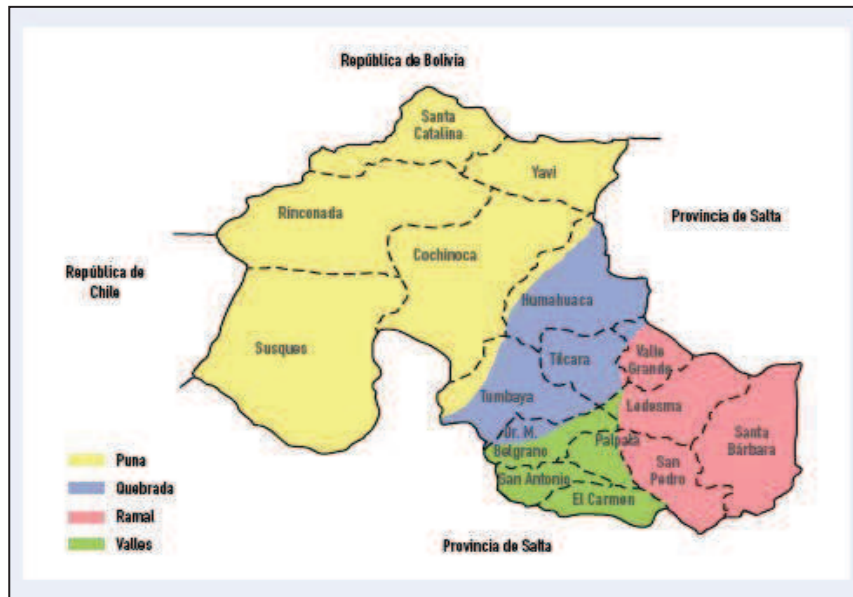 República de Bolivia
Santa
Catalina
Yavi
Rinconada
Provincia de Salta
Cochinoca
República de
Chile
Humahuaca
Susques
Tilcara
Valle
Grande
Tumbaya
Ledesma
Dr. M.
Belgrano
Palpalá
Santa
Bárbara
San
Pedro
San Antonio
El Carmen
Puna
Quebrada
Ramal
Valles
Provincia de Salta